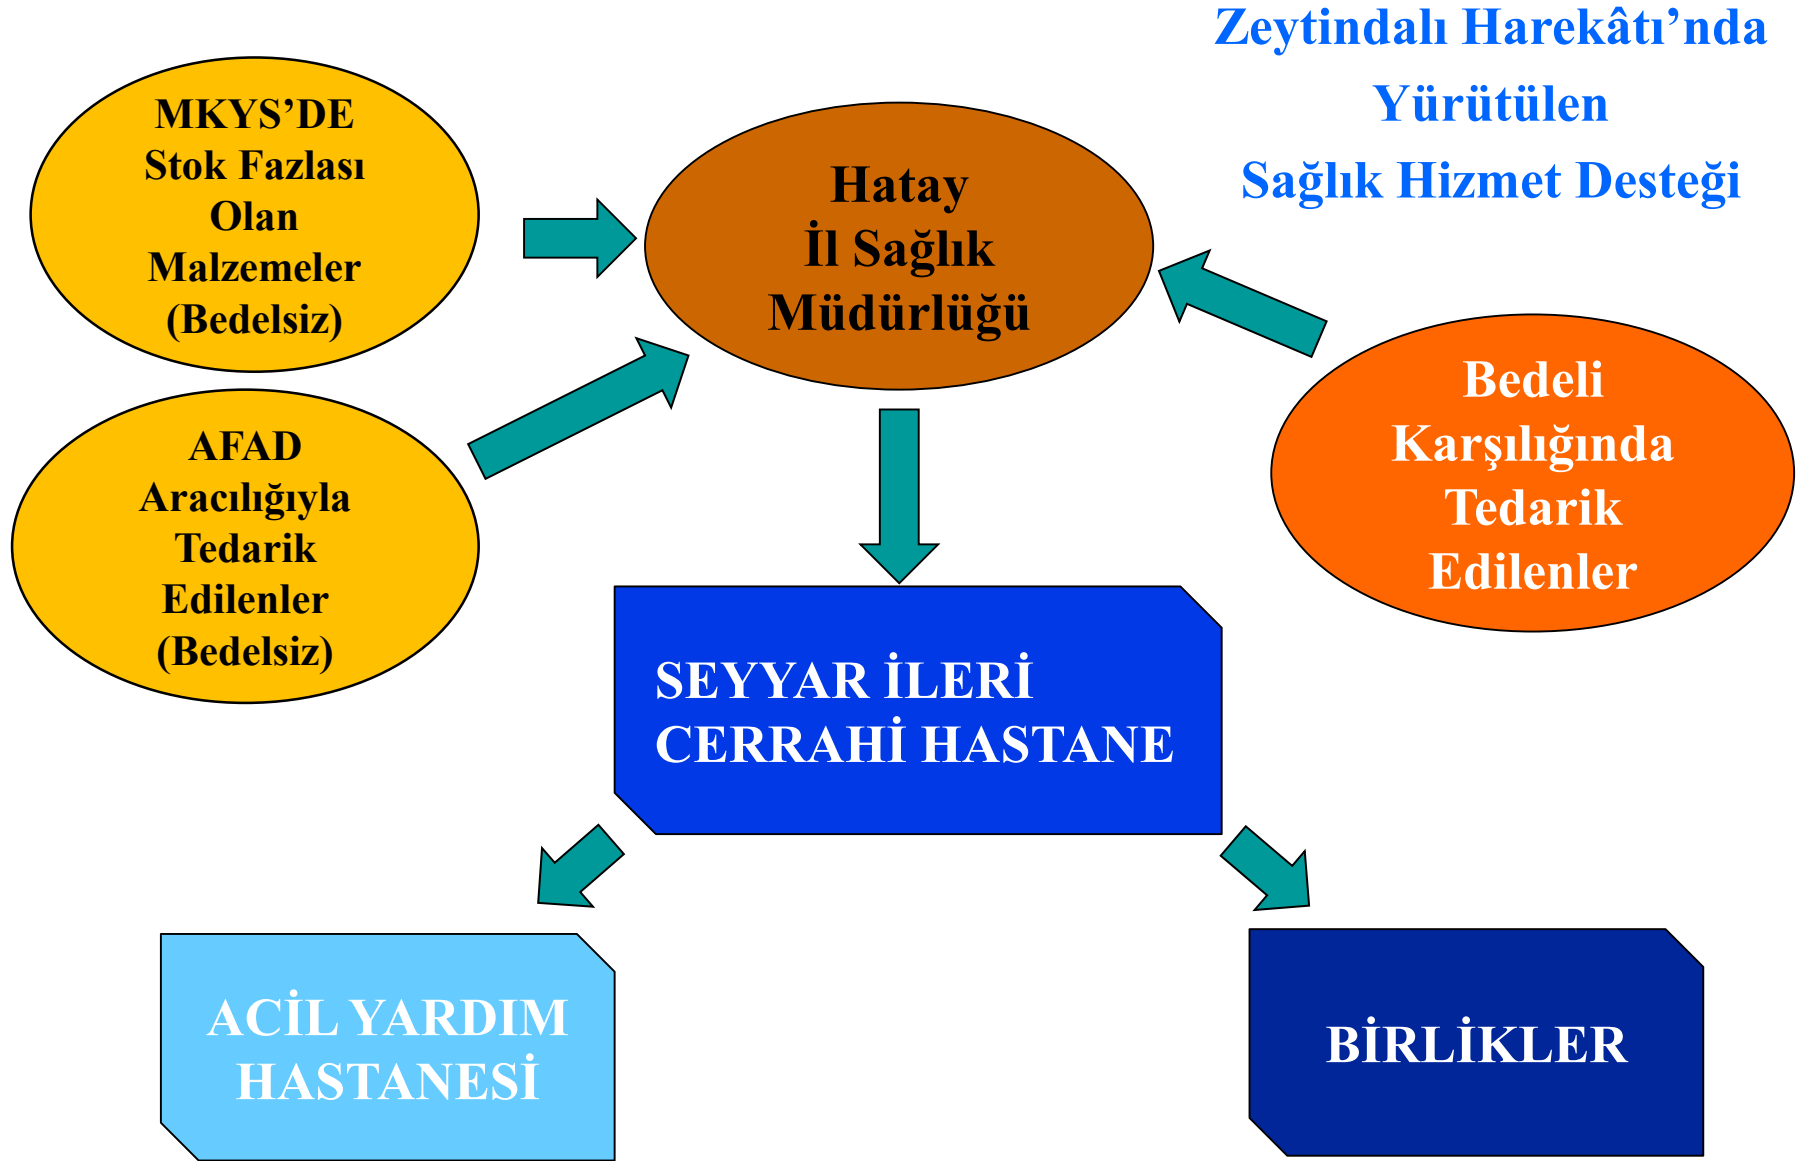 Zeytindalı Harekâtı’nda
Yürütülen
Sağlık Hizmet Desteği
MKYS’DE
Stok Fazlası
Olan
Malzemeler
(Bedelsiz)
Hatay
İl Sağlık
Müdürlüğü
AFAD
Aracılığıyla
Tedarik
Edilenler
(Bedelsiz)
Bedeli
Karşılığında
Tedarik
Edilenler
SEYYAR İLERİ
CERRAHİ HASTANE
ACİL YARDIM
HASTANESİ
BİRLİKLER